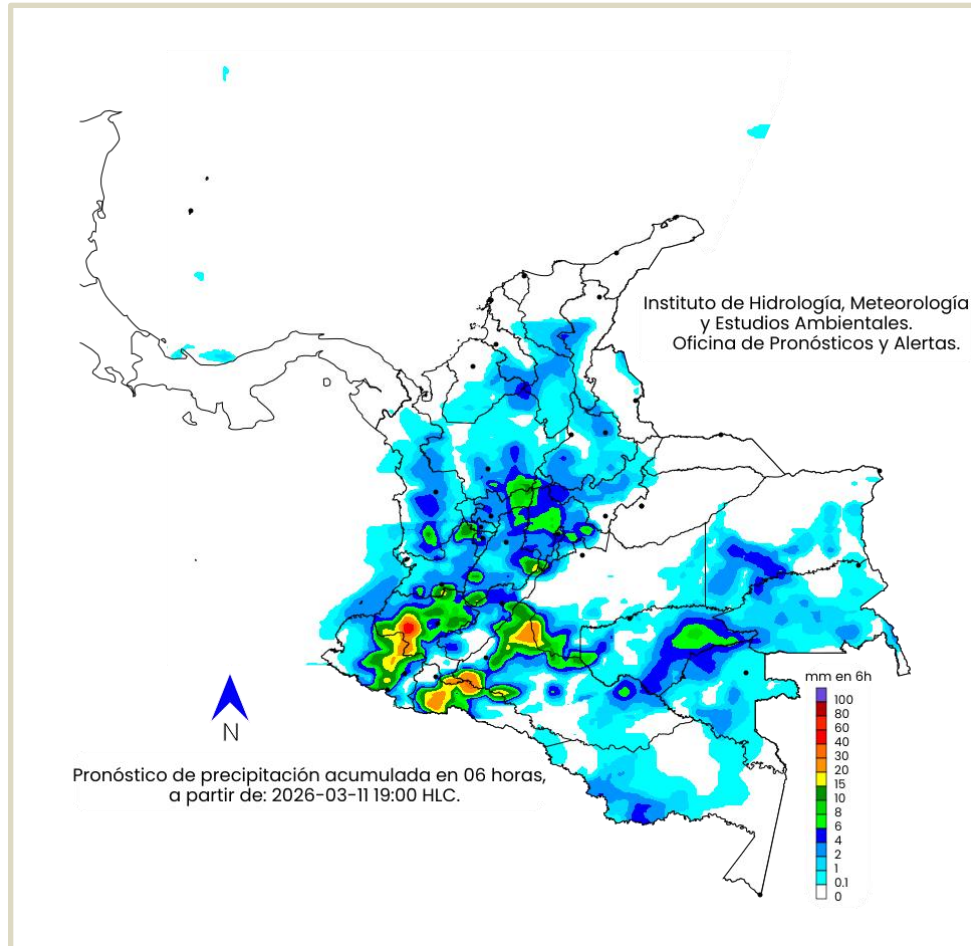 Instituto de Hidrología, Meteorología
y Estudios Ambientales.
Oficina de Pronósticos y Alertas.
mm en 6h
100
80
60
40
30
20
15
10
8
6
4
2
1
0.1
0
N
Pronóstico de precipitación acumulada en 06 horas,
a partir de: 2026-03-11 19:00 HLC.